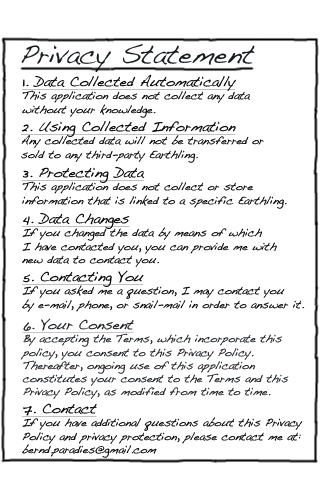 Privacy Statement
1. Data Collected Automatically
This application does not collect any data
without your knowledge.
2. Using Collected Information
Any collected data will not be transferred or
sold to any third-party Earthling.
3. Protecting Data
This application does not collect or store
information that is linked to a specific Earthling.
4. Data Changes
If you changed the data by means of which
I have contacted you, you can provide me with
new data to contact you.
5. Contacting You
If you asked me a question, I may contact you
by e-mail, phone, or snail-mail in order to answer it.
6. Your Consent
By accepting the Terms, which incorporate this
policy, you consent to this Privacy Policy.
Thereafter, ongoing use of this application
constitutes your consent to the Terms and this
Privacy Policy, as modified from time to time.
7. Contact
If you have additional questions about this Privacy
Policy and privacy protection, please contact me at:
bernd.paradies@gmail.com